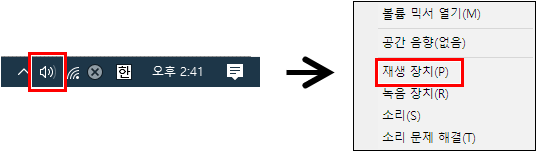 한
오후 2:41
볼륨 믹서 열기(M)
공간 음향(없음)
재생 장치(P)
녹음 장치(R)
소리(S)
소리 문제 해결(T)